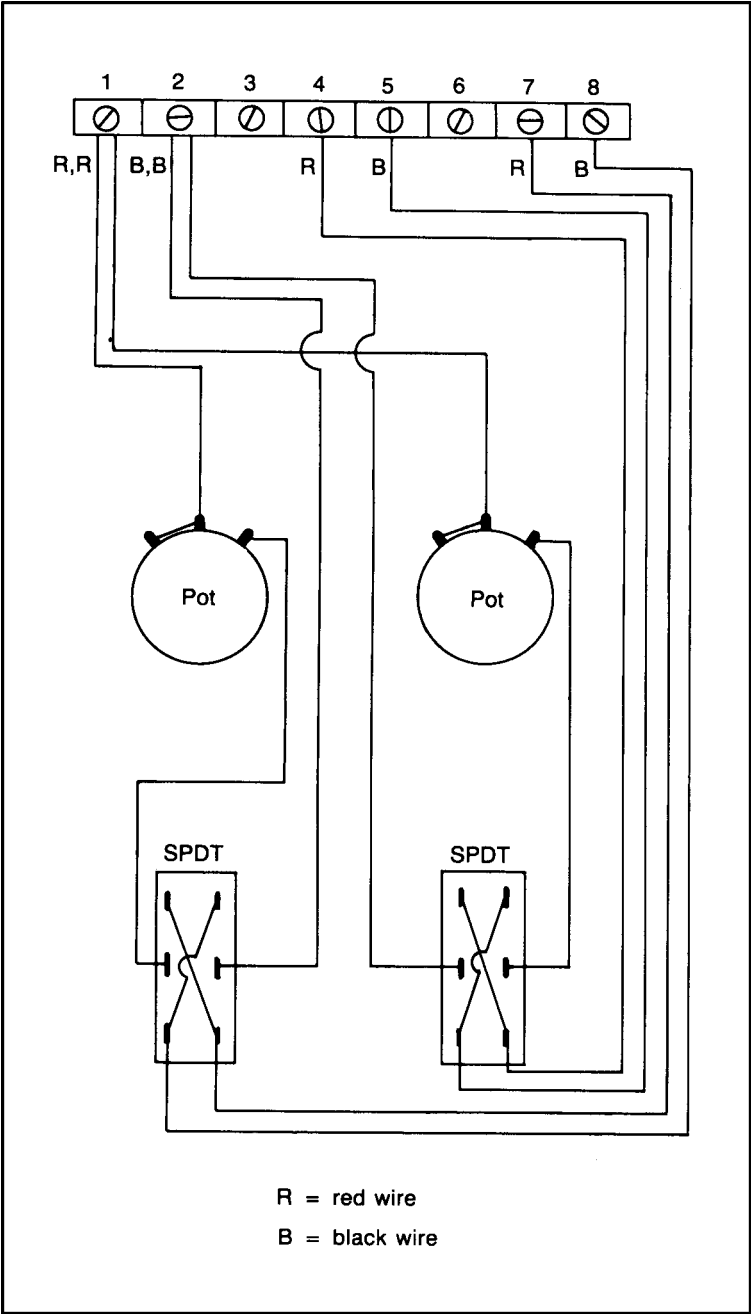 1 2 3 4 5 6 7 8
R,R B,B R B R B
Pot Pot
SPDT SPDT
R = red wire
B = black wire